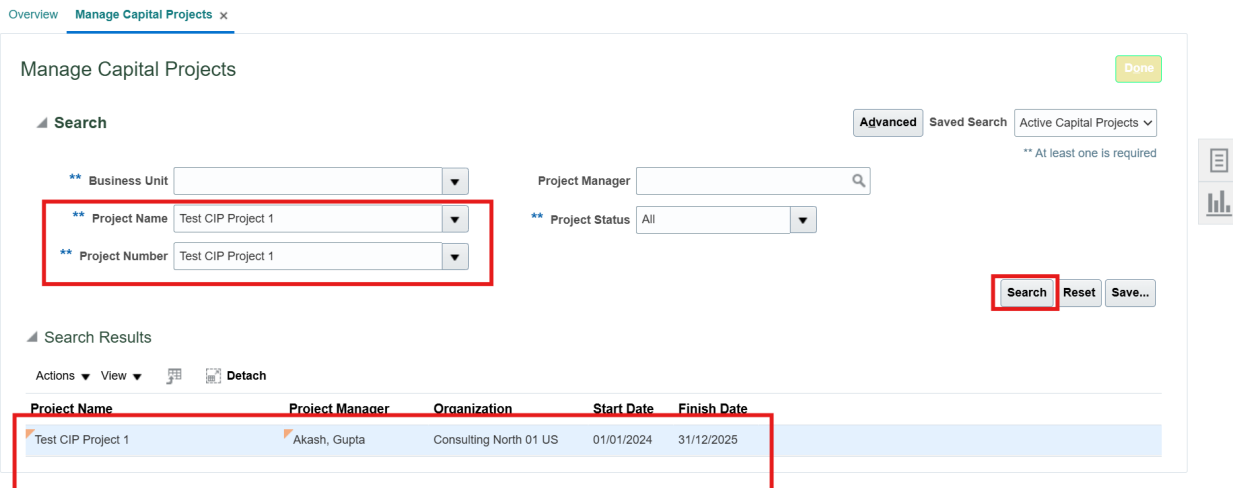 Overview Manage Capital Projects x
Manage Capital Projects Done
Search Advanced Saved Search Active Capital Projects
** At least one is required
** Business Unit Project Manager
** Project Name Test CIP Project 1 ** Project Status All
** Project Number Test CIP Project 1
Search Reset Save...
Search Results
Actions View Detach
Project Name Project Manager Organization Start Date Finish Date
Test CIP Project 1 Akash, Gupta Consulting North 01 US 01/01/2024 31/12/2025